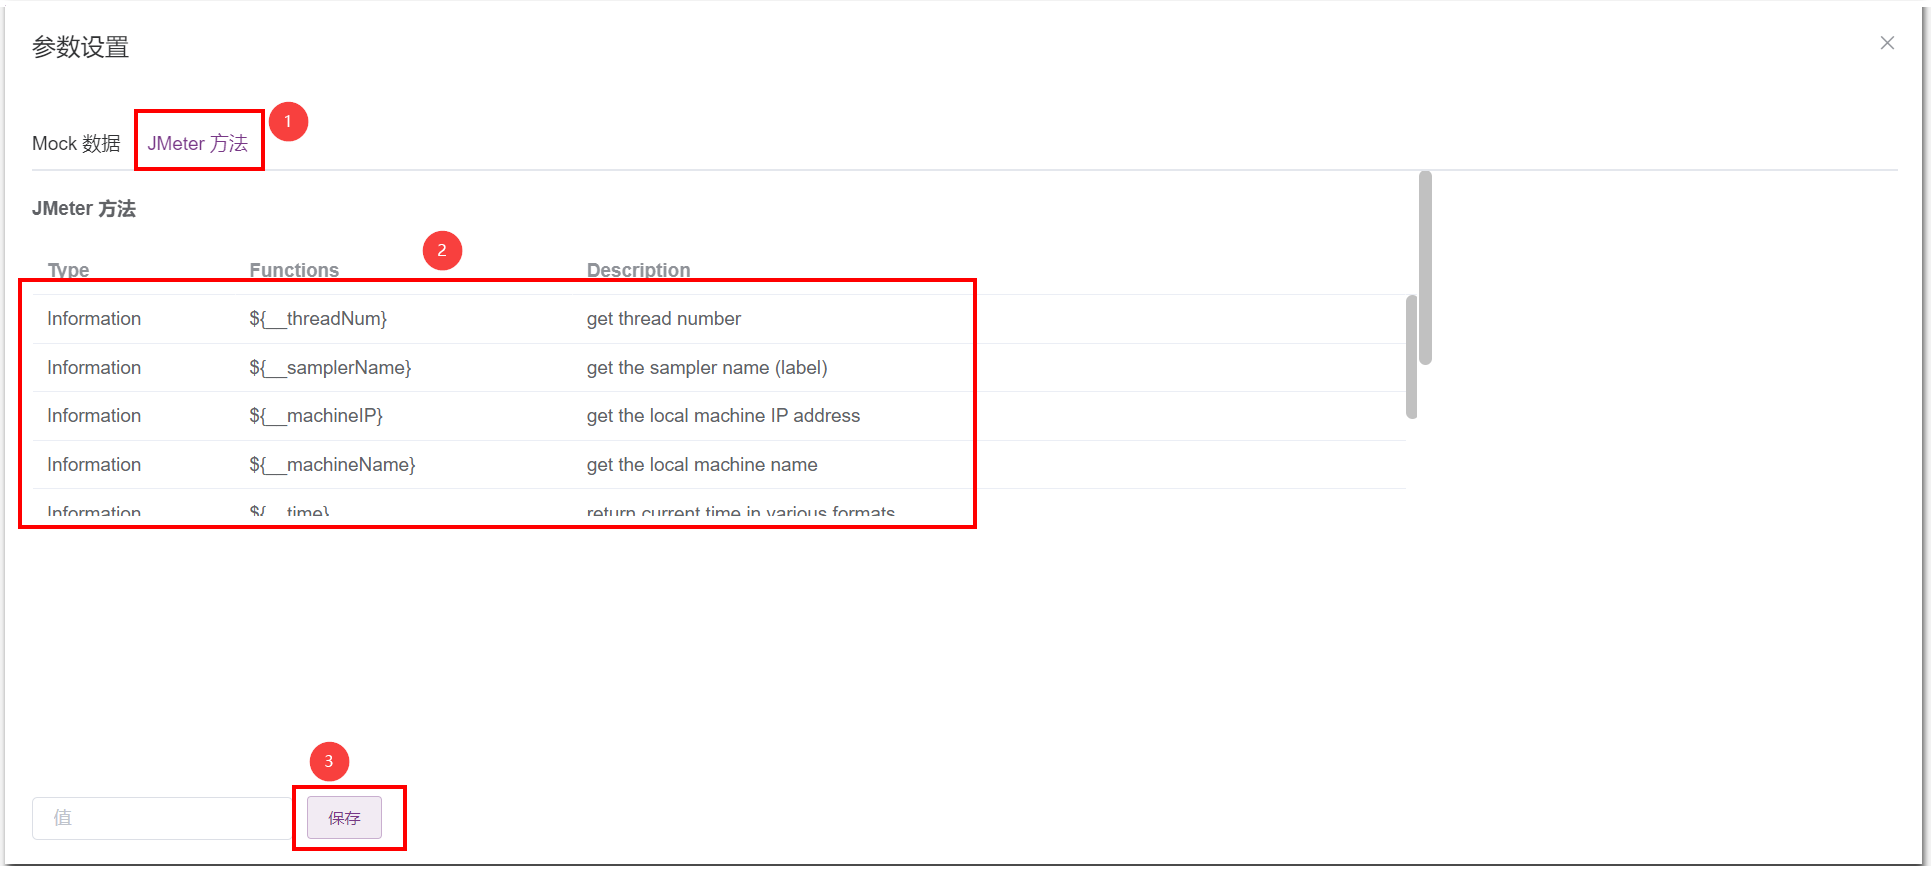 参数设置
Mock 数据 JMeter 方法 1
JMeter 方法
2
Type Functions Description
Information ${__threadNum} get thread number
Information ${__samplerName} get the sampler name (label)
Information ${__machineIP} get the local machine IP address
Information ${__machineName} get the local machine name
Information ${__time} return current time in various formats
3
值 保存